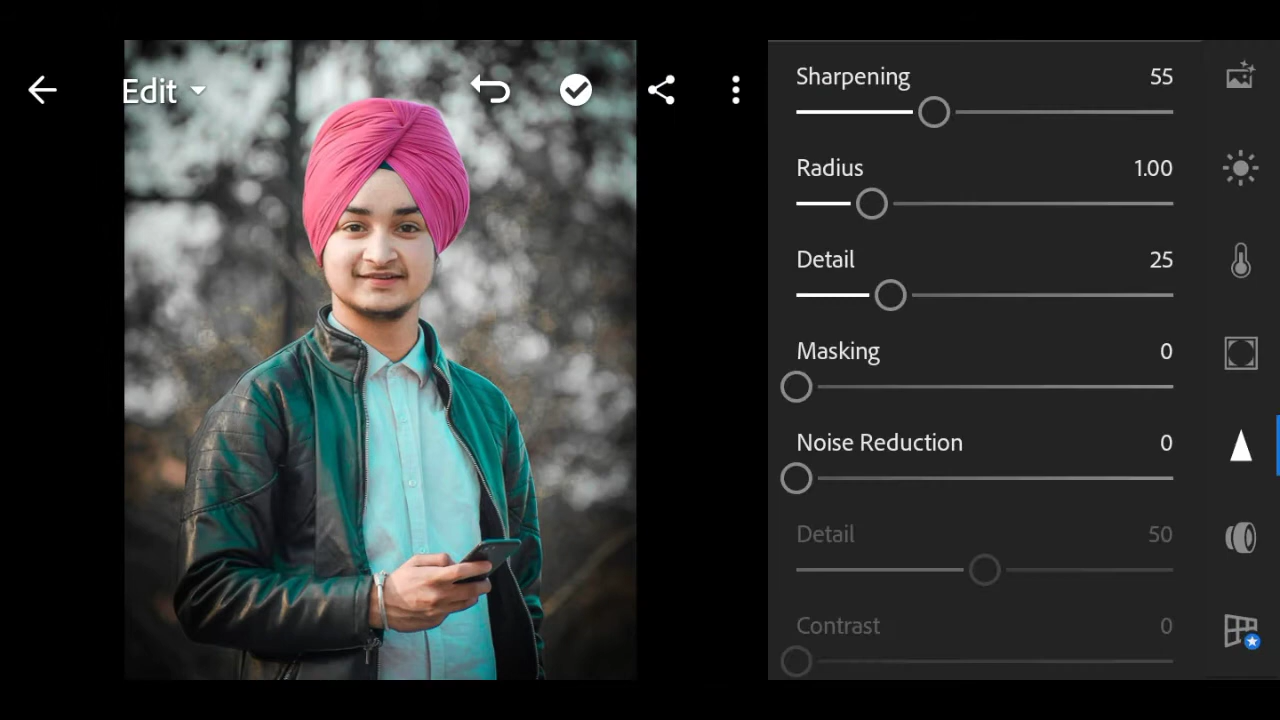 Edit
Sharpening 55
Radius 1.00
Detail 25
Masking 0
Noise Reduction 0
Detail 50
Contrast 0